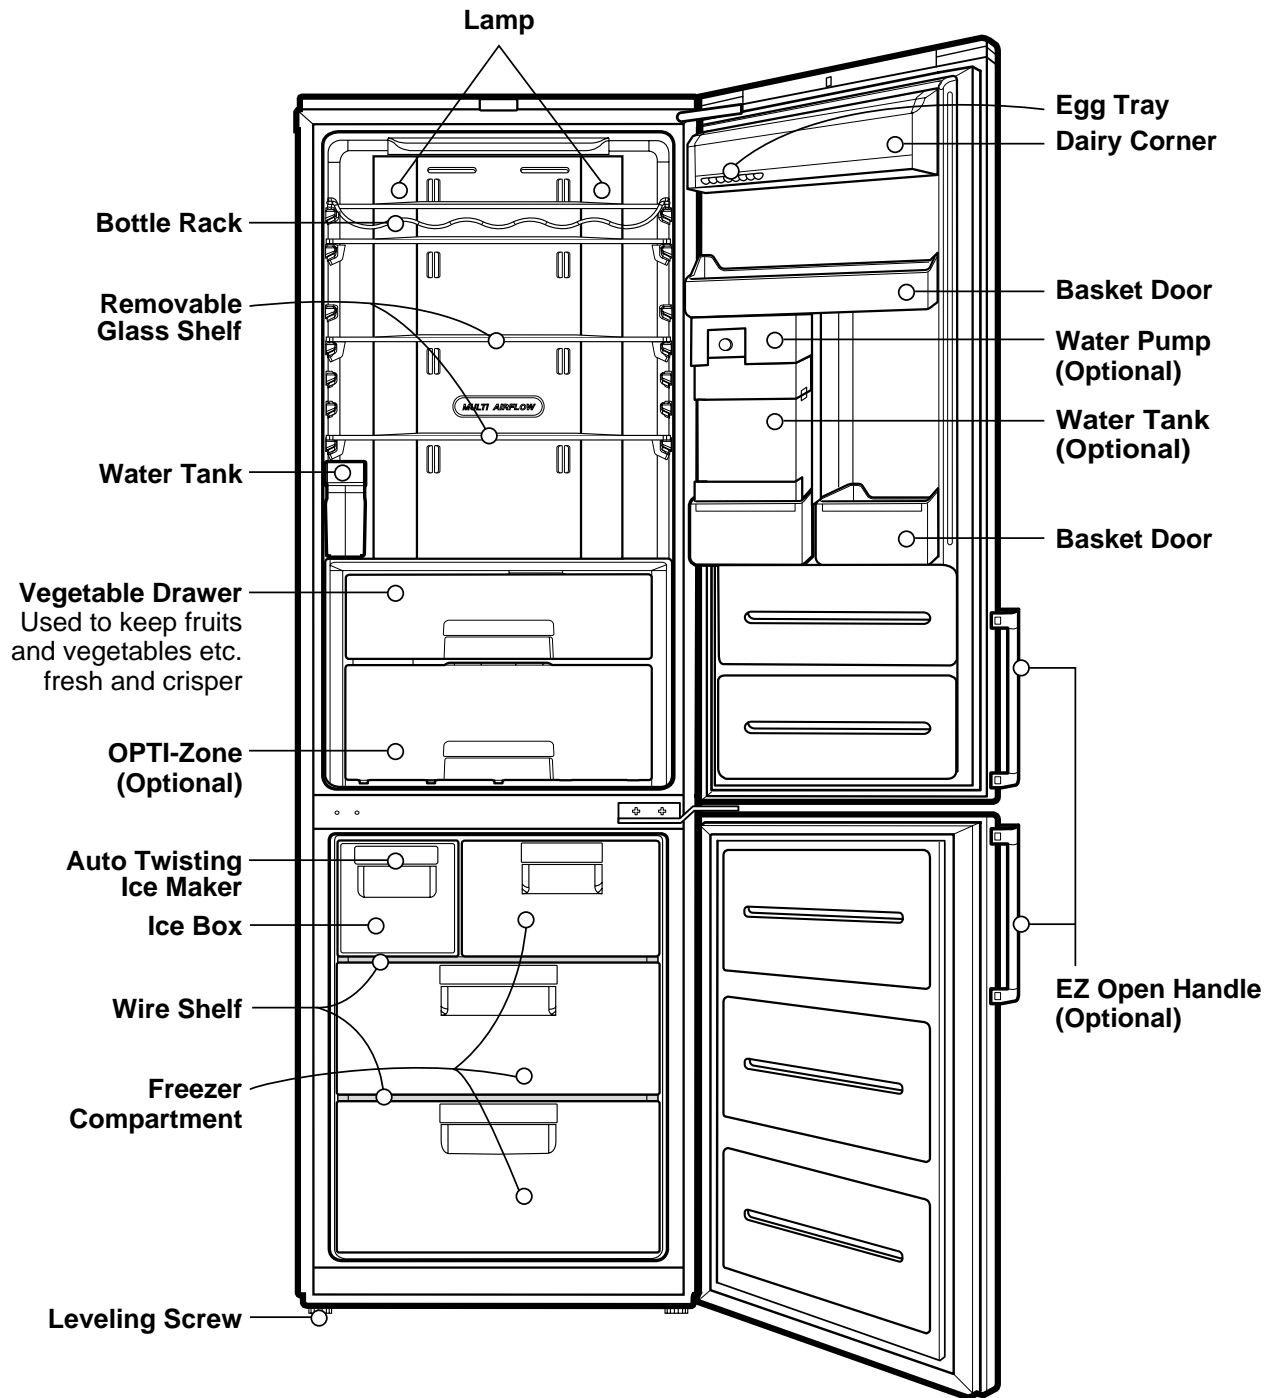 Lamp
Egg Tray
Dairy Corner
Bottle Rack
Removable
Glass Shelf
Basket Door
Water Pump
(Optional)
MULTI AIRFLOW
Water Tank
(Optional)
Water Tank
Basket Door
Vegetable Drawer
Used to keep fruits
and vegetables etc.
fresh and crisper
OPTI-Zone
(Optional)
Auto Twisting
Ice Maker
Ice Box
Wire Shelf
EZ Open Handle
(Optional)
Freezer
Compartment
Leveling Screw